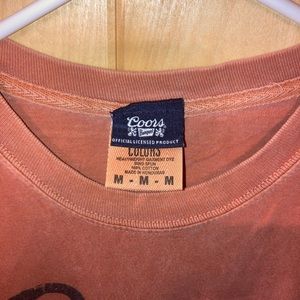 Coors
OFFICIAL LICENSED PRODUCT
COLORS
HEAVYWEIGHT GARMENT DYE
RING SPUN
100% COTTON
MADE IN HONDURAS
M - M - M